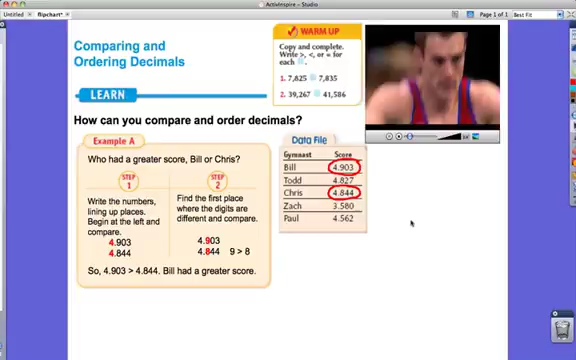 ActivInspire – Studio
Untitled
flipchart*
Page 1 of 1
Best Fit
Comparing and
Ordering Decimals
WARM UP
Copy and complete.
Write >, <, or = for
each .
1. 7,825 7,835
2. 39,267 41,586
LEARN
How can you compare and order decimals?
Example A
Who had a greater score, Bill or Chris?
STEP
1
Write the numbers,
lining up places.
Begin at the left and
compare.
4.903
4.844
STEP
2
Find the first place
where the digits are
different and compare.
4.903
4.844 9 > 8
So, 4.903 > 4.844. Bill had a greater score.
Data File
Gymnast Score
Bill 4.903
Todd 4.827
Chris 4.844
Zach 3.580
Paul 4.562